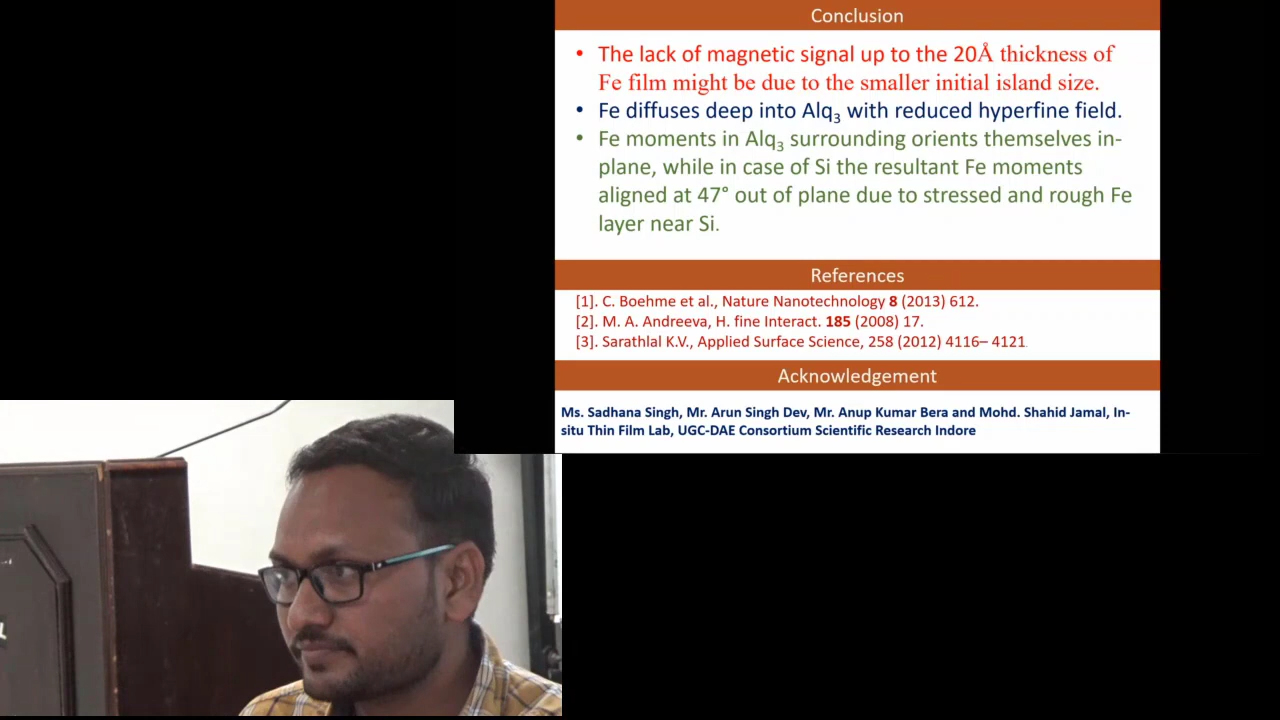 Conclusion
• The lack of magnetic signal up to the 20Å thickness of
Fe film might be due to the smaller initial island size.
• Fe diffuses deep into Alq₃ with reduced hyperfine field.
• Fe moments in Alq₃ surrounding orients themselves in-
plane, while in case of Si the resultant Fe moments
aligned at 47° out of plane due to stressed and rough Fe
layer near Si.
References
[1]. C. Boehme et al., Nature Nanotechnology 8 (2013) 612.
[2]. M. A. Andreeva, H. fine Interact. 185 (2008) 17.
[3]. Sarathlal K.V., Applied Surface Science, 258 (2012) 4116– 4121.
Acknowledgement
Ms. Sadhana Singh, Mr. Arun Singh Dev, Mr. Anup Kumar Bera and Mohd. Shahid Jamal, In-
situ Thin Film Lab, UGC-DAE Consortium Scientific Research Indore